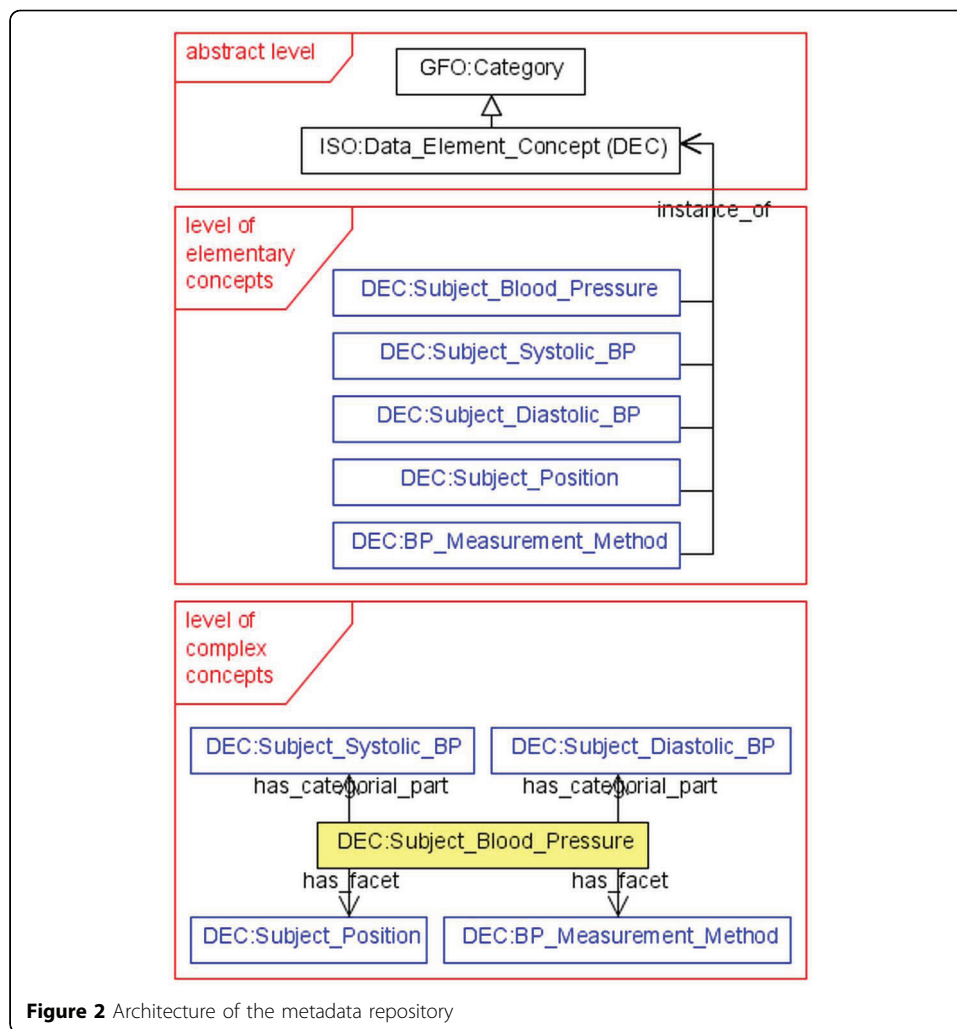 abstract level
GFO:Category
ISO:Data_Element_Concept (DEC)
instance_of
level of
elementary
concepts
DEC:Subject_Blood_Pressure
DEC:Subject_Systolic_BP
DEC:Subject_Diastolic_BP
DEC:Subject_Position
DEC:BP_Measurement_Method
level of
complex
concepts
DEC:Subject_Systolic_BP
DEC:Subject_Diastolic_BP
has_categorial_part
has_categorial_part
DEC:Subject_Blood_Pressure
has_facet
has_facet
DEC:Subject_Position
DEC:BP_Measurement_Method
Figure 2 Architecture of the metadata repository